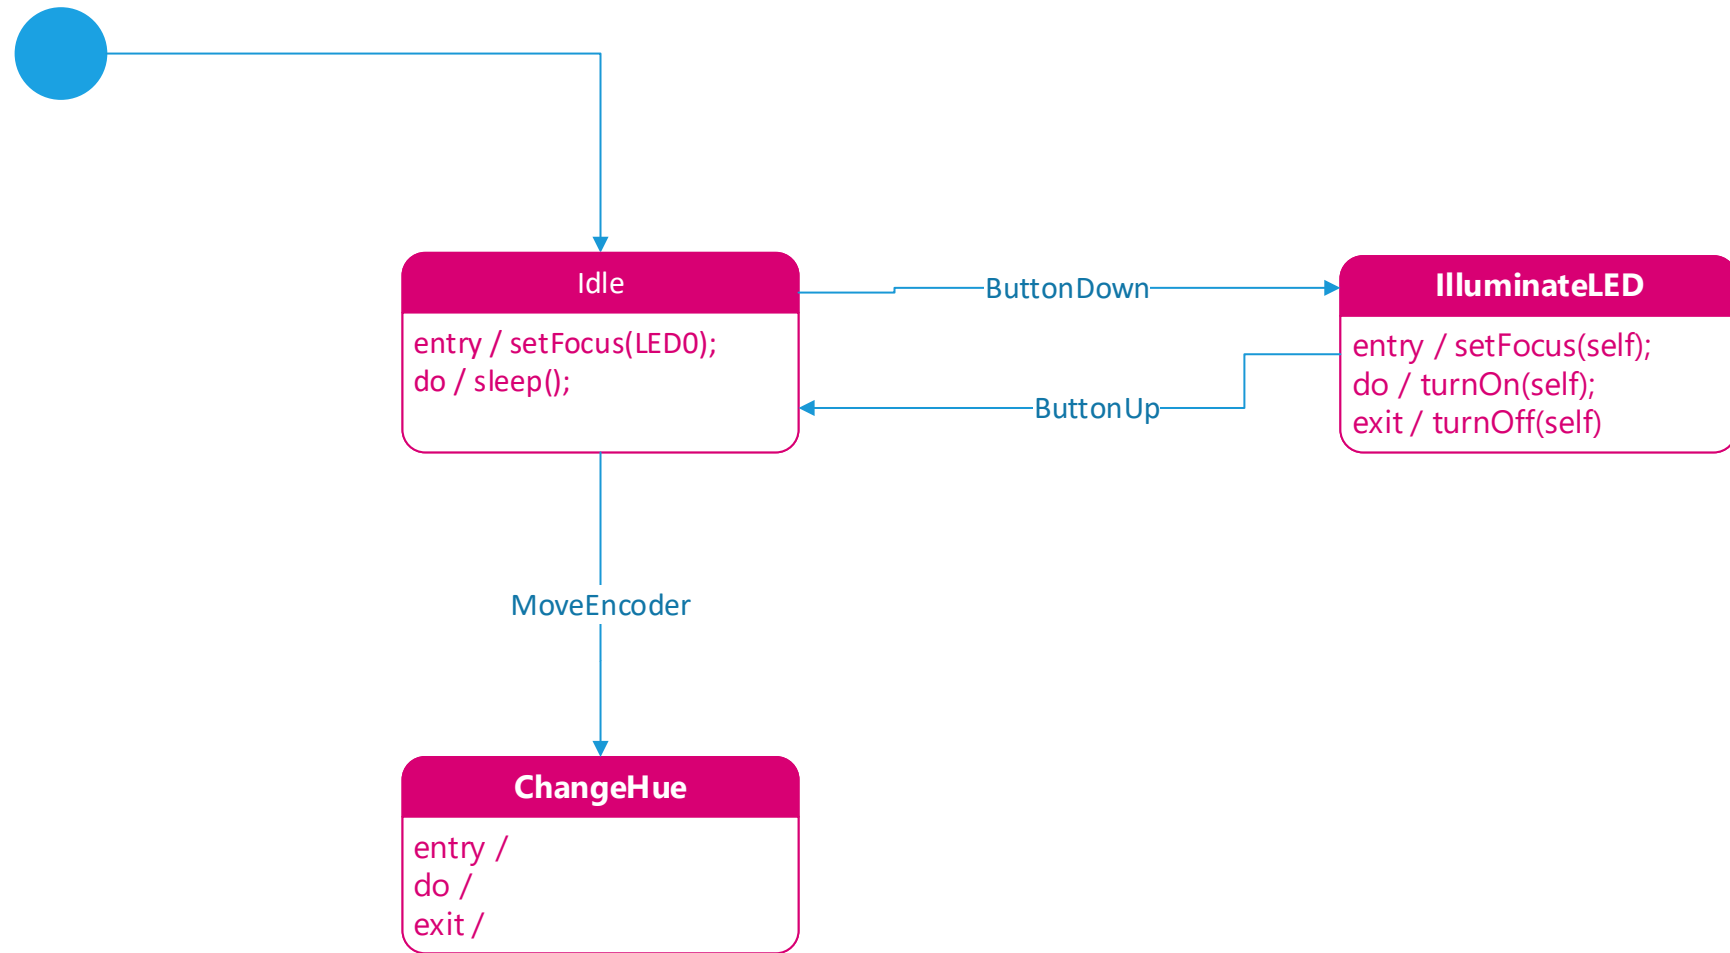 Idle
entry / setFocus(LED0);
do / sleep();
ButtonDown
ButtonUp
IlluminateLED
entry / setFocus(self);
do / turnOn(self);
exit / turnOff(self)
MoveEncoder
ChangeHue
entry /
do /
exit /